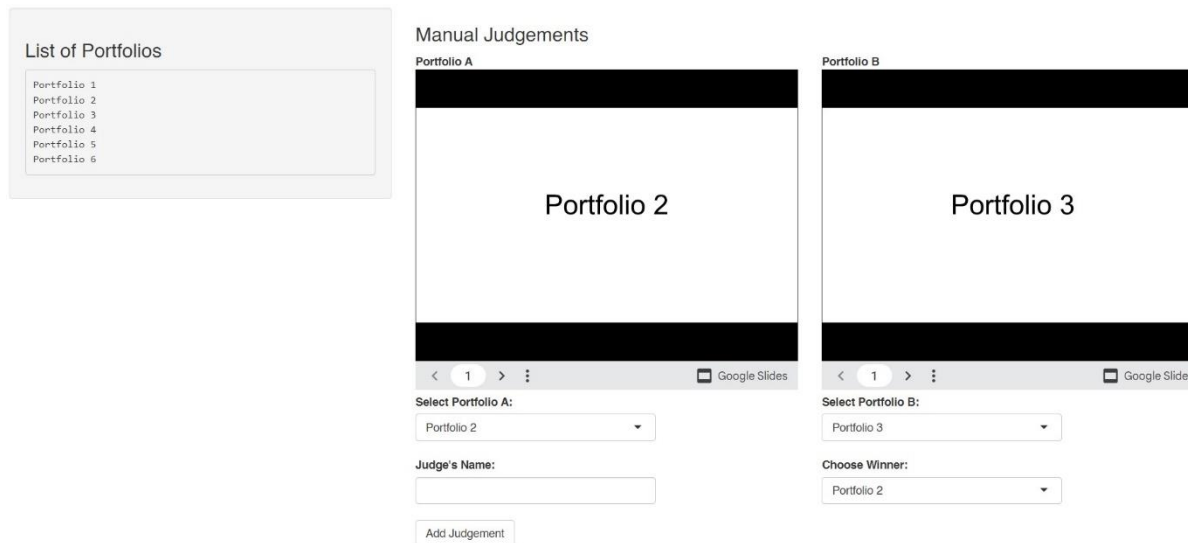 List of Portfolios
Portfolio 1
Portfolio 2
Portfolio 3
Portfolio 4
Portfolio 5
Portfolio 6
Manual Judgements
Portfolio A
Portfolio B
Portfolio 2
Portfolio 3
1
Google Slides
1
Google Slide
Select Portfolio A:
Select Portfolio B:
Portfolio 2
Portfolio 3
Judge's Name:
Choose Winner:
Portfolio 2
Add Judgement